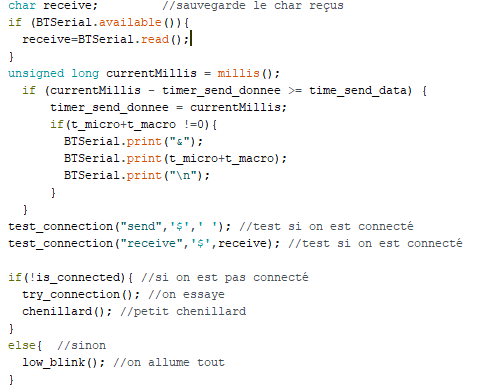 char receive;         //sauvegarde le char reçus
if (BTSerial.available()){
  receive=BTSerial.read();
}
unsigned long currentMillis = millis();
  if (currentMillis - timer_send_donnee >= time_send_data) {
      timer_send_donnee = currentMillis;
      if(t_micro+t_macro !=0){
        BTSerial.print("&");
        BTSerial.print(t_micro+t_macro);
        BTSerial.print("\n");
      }
  }
test_connection("send",'$',' '); //test si on est connecté
test_connection("receive",'$',receive); //test si on est connecté

if(!is_connected){ //si on est pas connecté
  try_connection(); //on essaye
  chenillard(); //petit chenillard
}
else{  //sinon
  low_blink(); //on allume tout
}